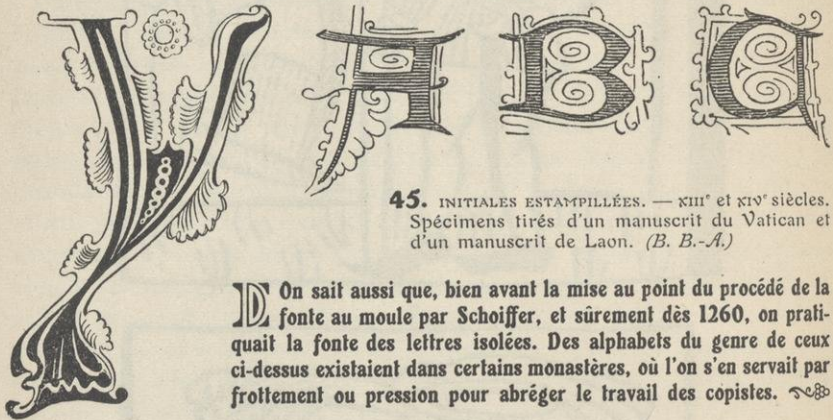 Y A B C
45. INITIALES ESTAMPILLÉES. — XIIIᵉ et XIVᵉ siècles.
Spécimens tirés d'un manuscrit du Vatican et
d'un manuscrit de Laon. (B. B.-A.)
D On sait aussi que, bien avant la mise au point du procédé de la
fonte au moule par Schoiffer, et sûrement dès 1260, on prati-
quait la fonte des lettres isolées. Des alphabets du genre de ceux
ci-dessus existaient dans certains monastères, où l'on s'en servait par
frottement ou pression pour abréger le travail des copistes.